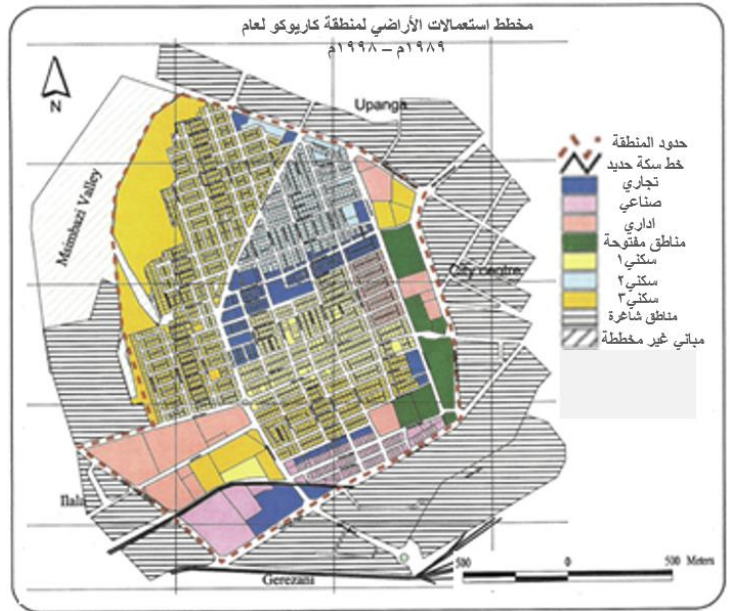 مخطط استعمالات الأراضي لمنطقة كاريوكو لعام
١٩٨٩م – ١٩٩٨م
N
Upanga
Msimbazi Valley
City centre
Ilala
Gerezani
حدود المنطقة
خط سكة حديد
تجاري
صناعي
اداري
مناطق مفتوحة
سكني١
سكني٢
سكني٣
مناطق شاغرة
مباني غير مخططة
500 0 500 Meters